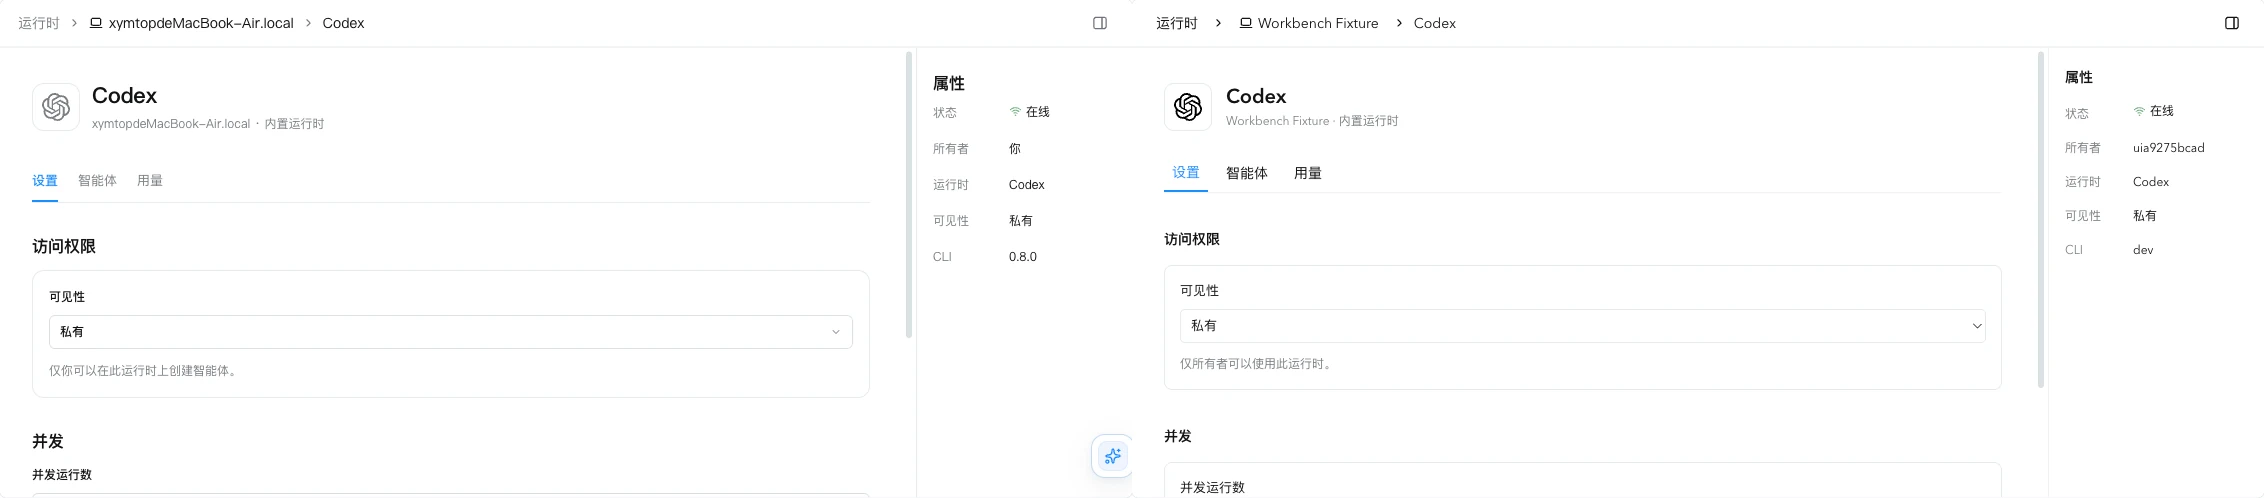 运行时 > xymtopdeMacBook-Air.local > Codex
Codex
xymtopdeMacBook-Air.local · 内置运行时
设置 智能体 用量
访问权限
可见性
私有
仅你可以在此运行时上创建智能体。
并发
并发运行数
属性
状态 在线
所有者 你
运行时 Codex
可见性 私有
CLI 0.8.0
运行时 > Workbench Fixture > Codex
Codex
Workbench Fixture · 内置运行时
设置 智能体 用量
访问权限
可见性
私有
仅所有者可以使用此运行时。
并发
并发运行数
属性
状态 在线
所有者 uia9275bcad
运行时 Codex
可见性 私有
CLI dev